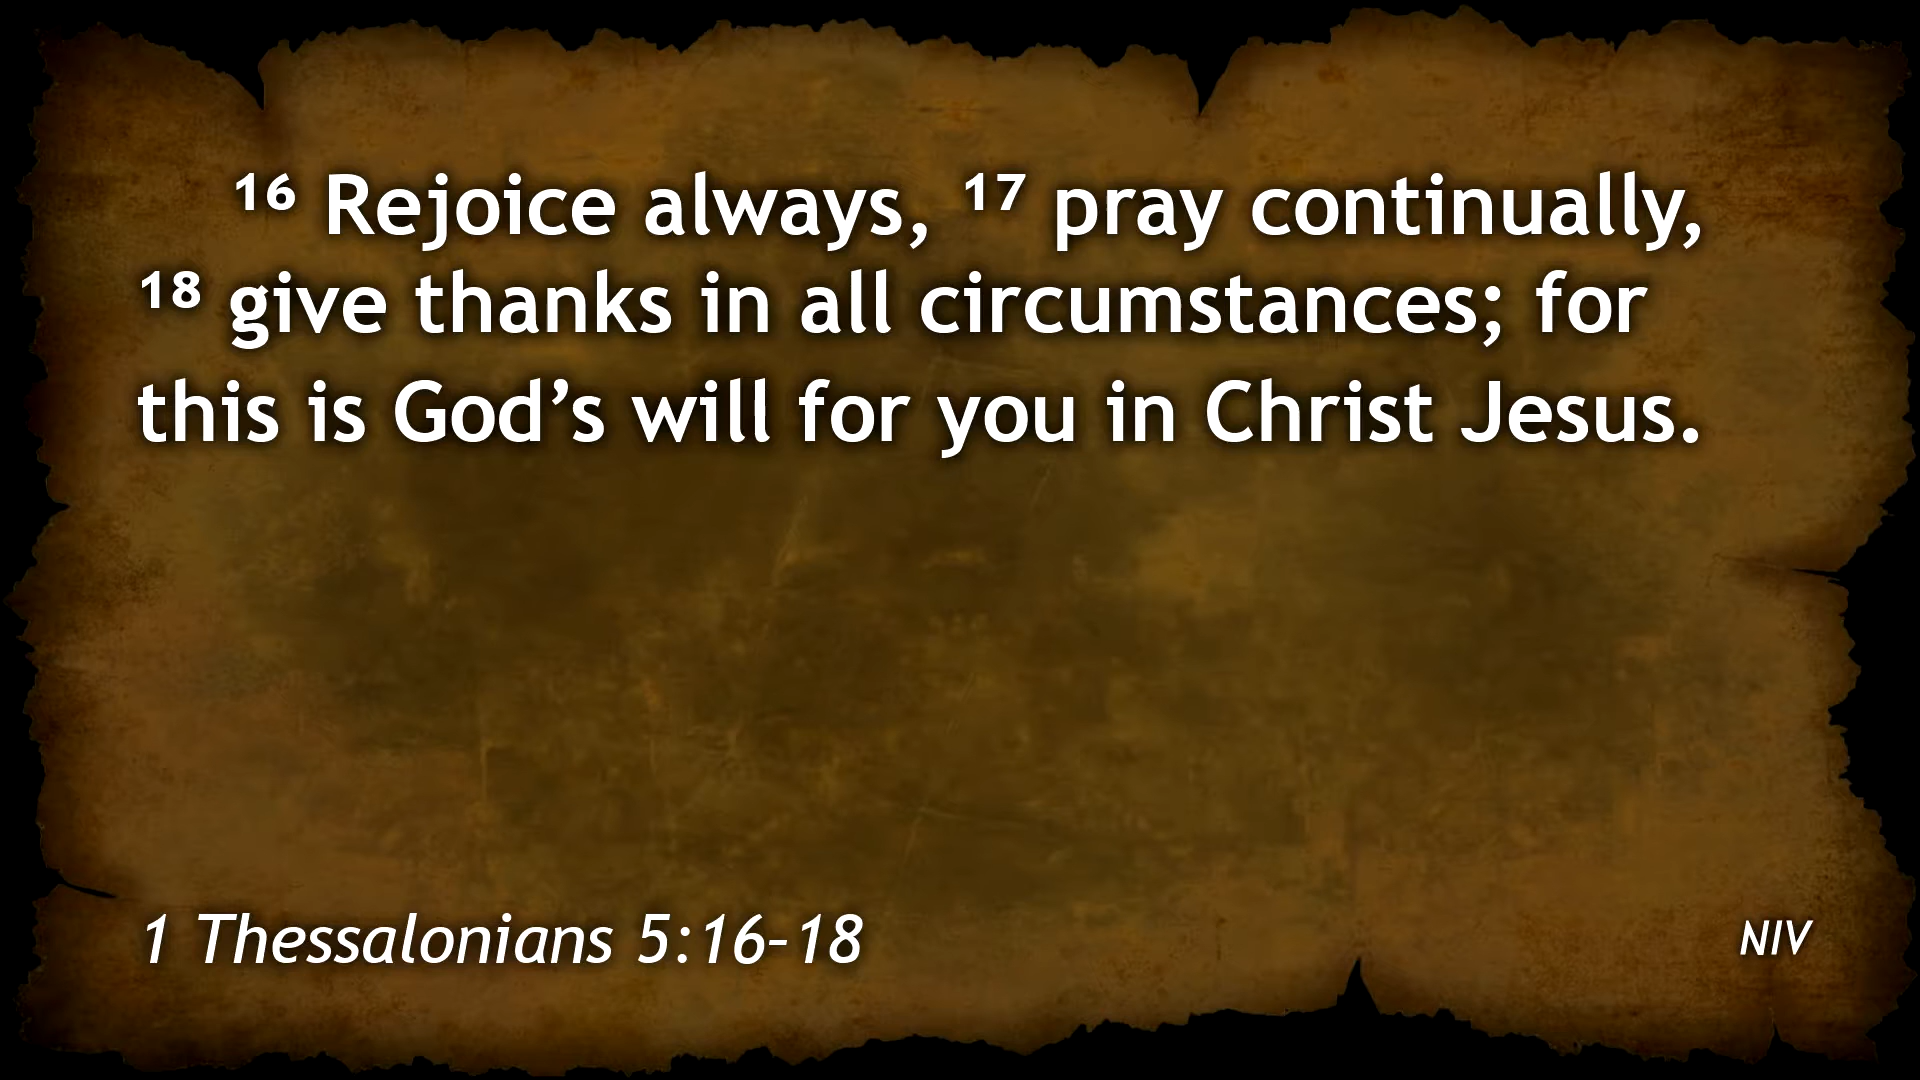 ¹⁶ Rejoice always, ¹⁷ pray continually,
¹⁸ give thanks in all circumstances; for
this is God’s will for you in Christ Jesus.
1 Thessalonians 5:16–18
NIV